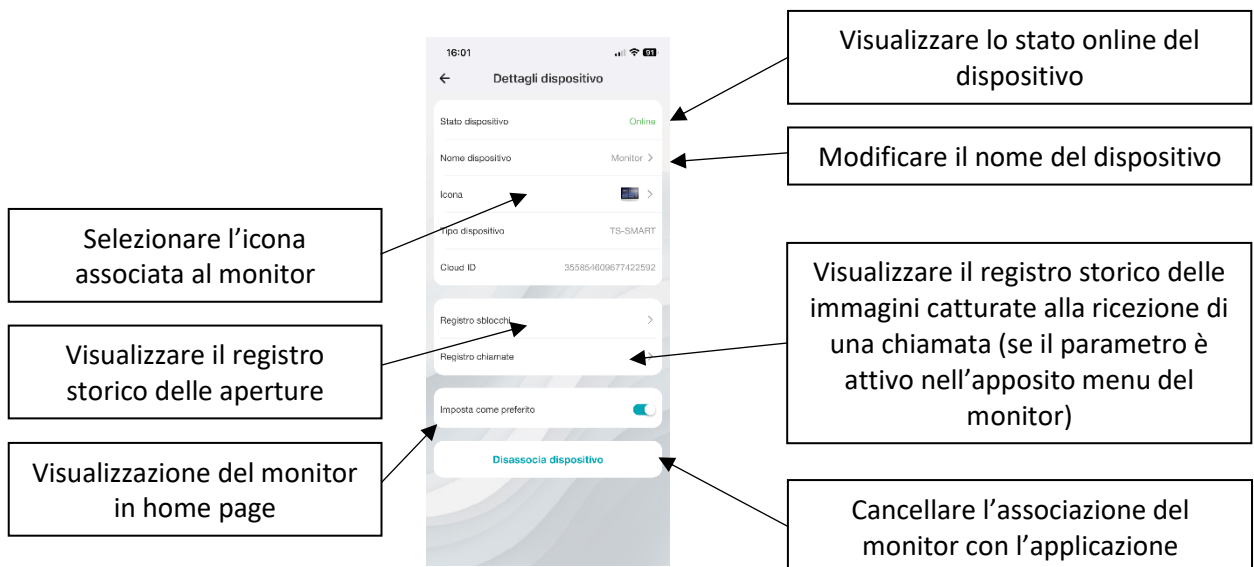 16:01
91
Dettagli dispositivo
Stato dispositivo Online
Nome dispositivo Monitor
Icona
Tipo dispositivo TS-SMART
Cloud ID 355854609677422592
Registro sblocchi
Registro chiamate
Imposta come preferito
Disassocia dispositivo
Selezionare l’icona
associata al monitor
Visualizzare il registro
storico delle aperture
Visualizzazione del monitor
in home page
Visualizzare lo stato online del
dispositivo
Modificare il nome del dispositivo
Visualizzare il registro storico delle
immagini catturate alla ricezione di
una chiamata (se il parametro è
attivo nell’apposito menu del
monitor)
Cancellare l’associazione del
monitor con l’applicazione